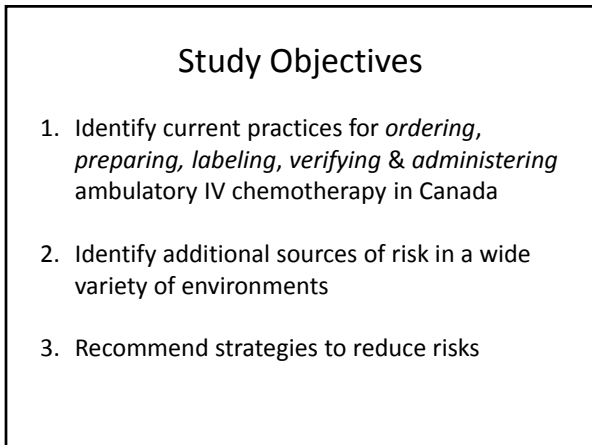 Study Objectives
1. Identify current practices for ordering,
preparing, labeling, verifying & administering
ambulatory IV chemotherapy in Canada
2. Identify additional sources of risk in a wide
variety of environments
3. Recommend strategies to reduce risks